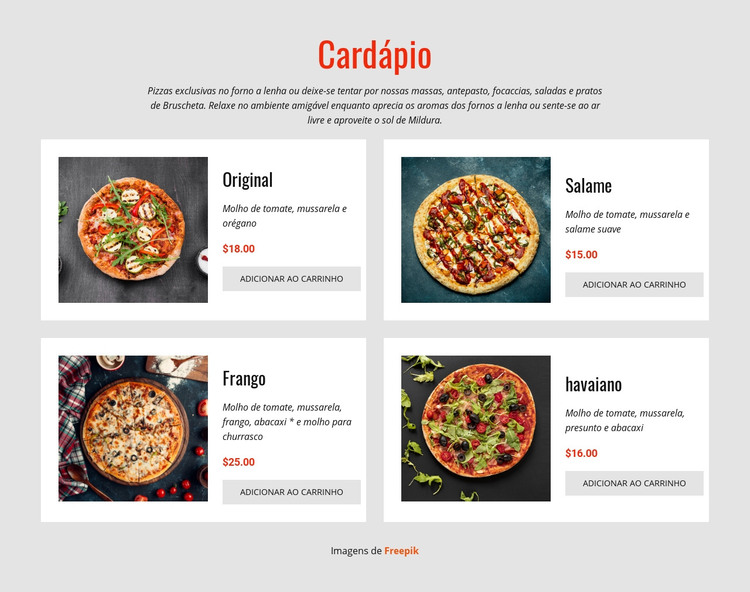 Cardápio
Pizzas exclusivas no forno a lenha ou deixe-se tentar por nossas massas, antepasto, focaccias, saladas e pratos
de Bruscheta. Relaxe no ambiente amigável enquanto aprecia os aromas dos fornos a lenha ou sente-se ao ar
livre e aproveite o sol de Mildura.
Original
Molho de tomate, mussarela e
orégano
$18.00
ADICIONAR AO CARRINHO
Salame
Molho de tomate, mussarela e
salame suave
$15.00
ADICIONAR AO CARRINHO
Frango
Molho de tomate, mussarela,
frango, abacaxi * e molho para
churrasco
$25.00
ADICIONAR AO CARRINHO
havaiano
Molho de tomate, mussarela,
presunto e abacaxi
$16.00
ADICIONAR AO CARRINHO
Imagens de Freepik